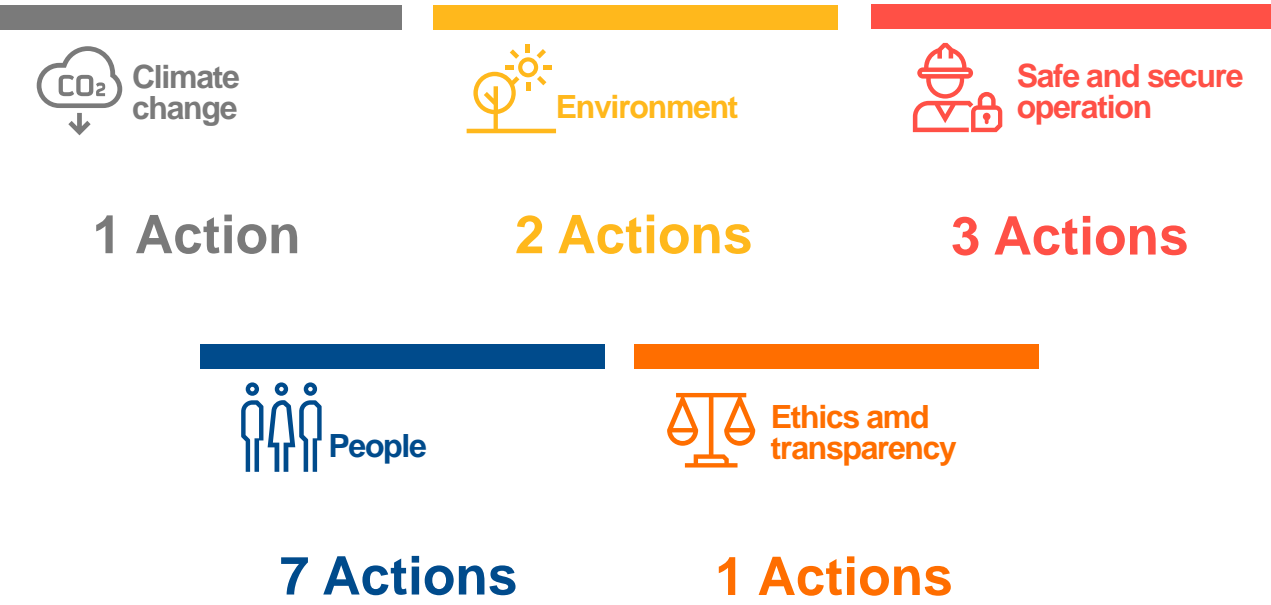 CO₂
Climate
change
Environment
Safe and secure
operation
1 Action
2 Actions
3 Actions
People
Ethics amd
transparency
7 Actions
1 Actions